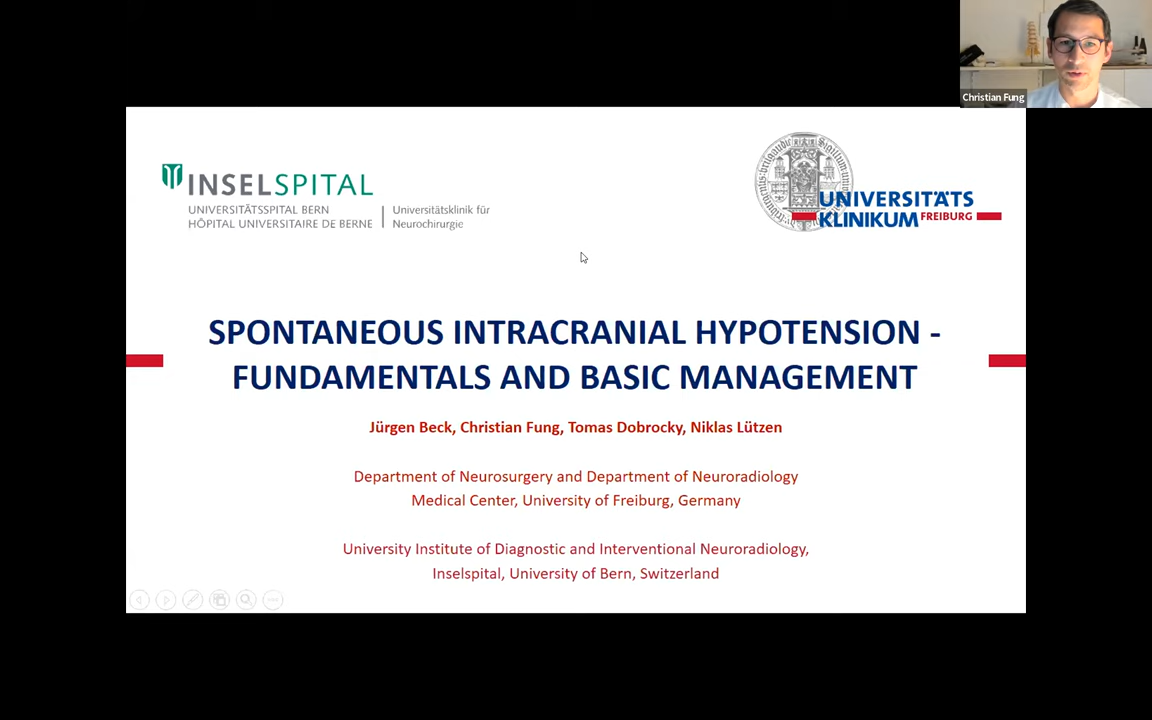 Christian Fung
INSELSPITAL
UNIVERSITÄTSSPITAL BERN
HÔPITAL UNIVERSITAIRE DE BERNE
Universitätsklinik für
Neurochirurgie
UNIVERSITÄTS
KLINIKUM FREIBURG
SPONTANEOUS INTRACRANIAL HYPOTENSION -
FUNDAMENTALS AND BASIC MANAGEMENT
Jürgen Beck, Christian Fung, Tomas Dobrocky, Niklas Lützen
Department of Neurosurgery and Department of Neuroradiology
Medical Center, University of Freiburg, Germany
University Institute of Diagnostic and Interventional Neuroradiology,
Inselspital, University of Bern, Switzerland